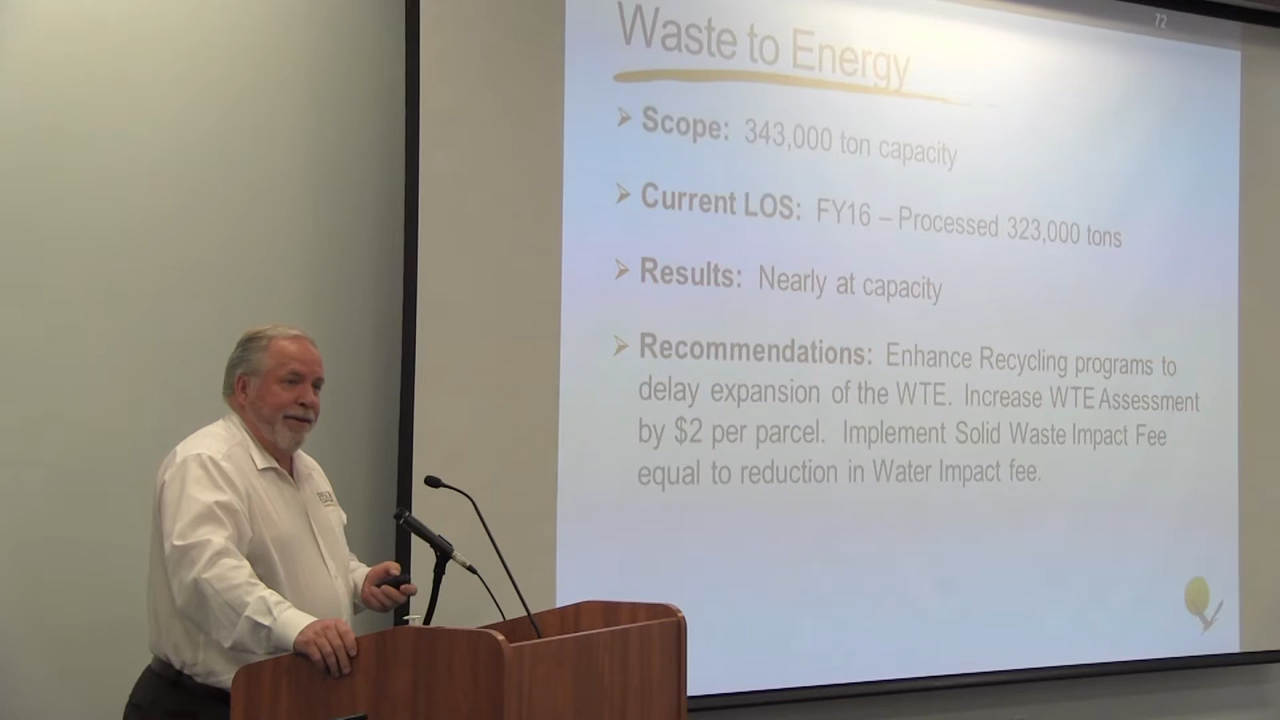 72
Waste to Energy
Scope: 343,000 ton capacity
Current LOS: FY16 – Processed 323,000 tons
Results: Nearly at capacity
Recommendations: Enhance Recycling programs to
delay expansion of the WTE. Increase WTE Assessment
by $2 per parcel. Implement Solid Waste Impact Fee
equal to reduction in Water Impact fee.